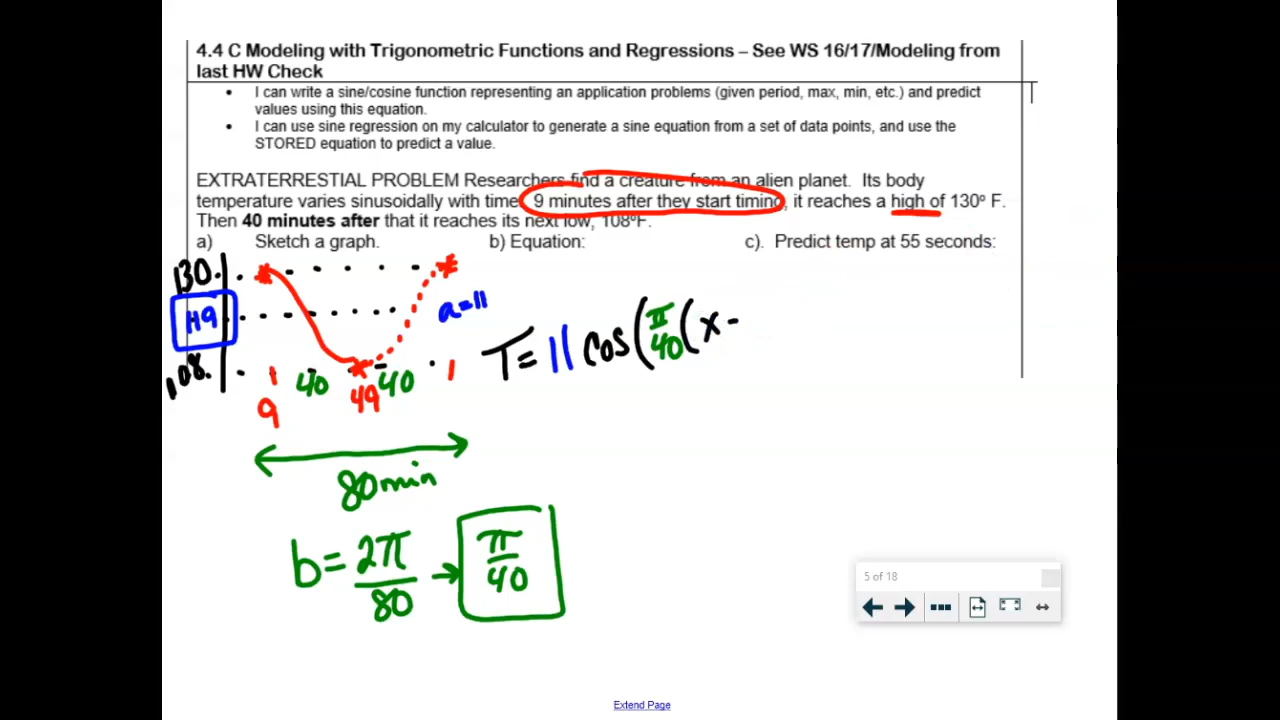 4.4 C Modeling with Trigonometric Functions and Regressions – See WS 16/17/Modeling from
last HW Check
• I can write a sine/cosine function representing an application problems (given period, max, min, etc.) and predict
values using this equation.
• I can use sine regression on my calculator to generate a sine equation from a set of data points, and use the
STORED equation to predict a value.
EXTRATERRESTIAL PROBLEM Researchers find a creature from an alien planet. Its body
temperature varies sinusoidally with time 9 minutes after they start timing, it reaches a high of 130º F.
Then 40 minutes after that it reaches its next low, 108ºF.
a) Sketch a graph. b) Equation: c). Predict temp at 55 seconds:
130
119
108
a=11
T = 11 cos(π/40(x -
40 40
9 49
80min
b = 2π/80 → π/40
5 of 18
Extend Page